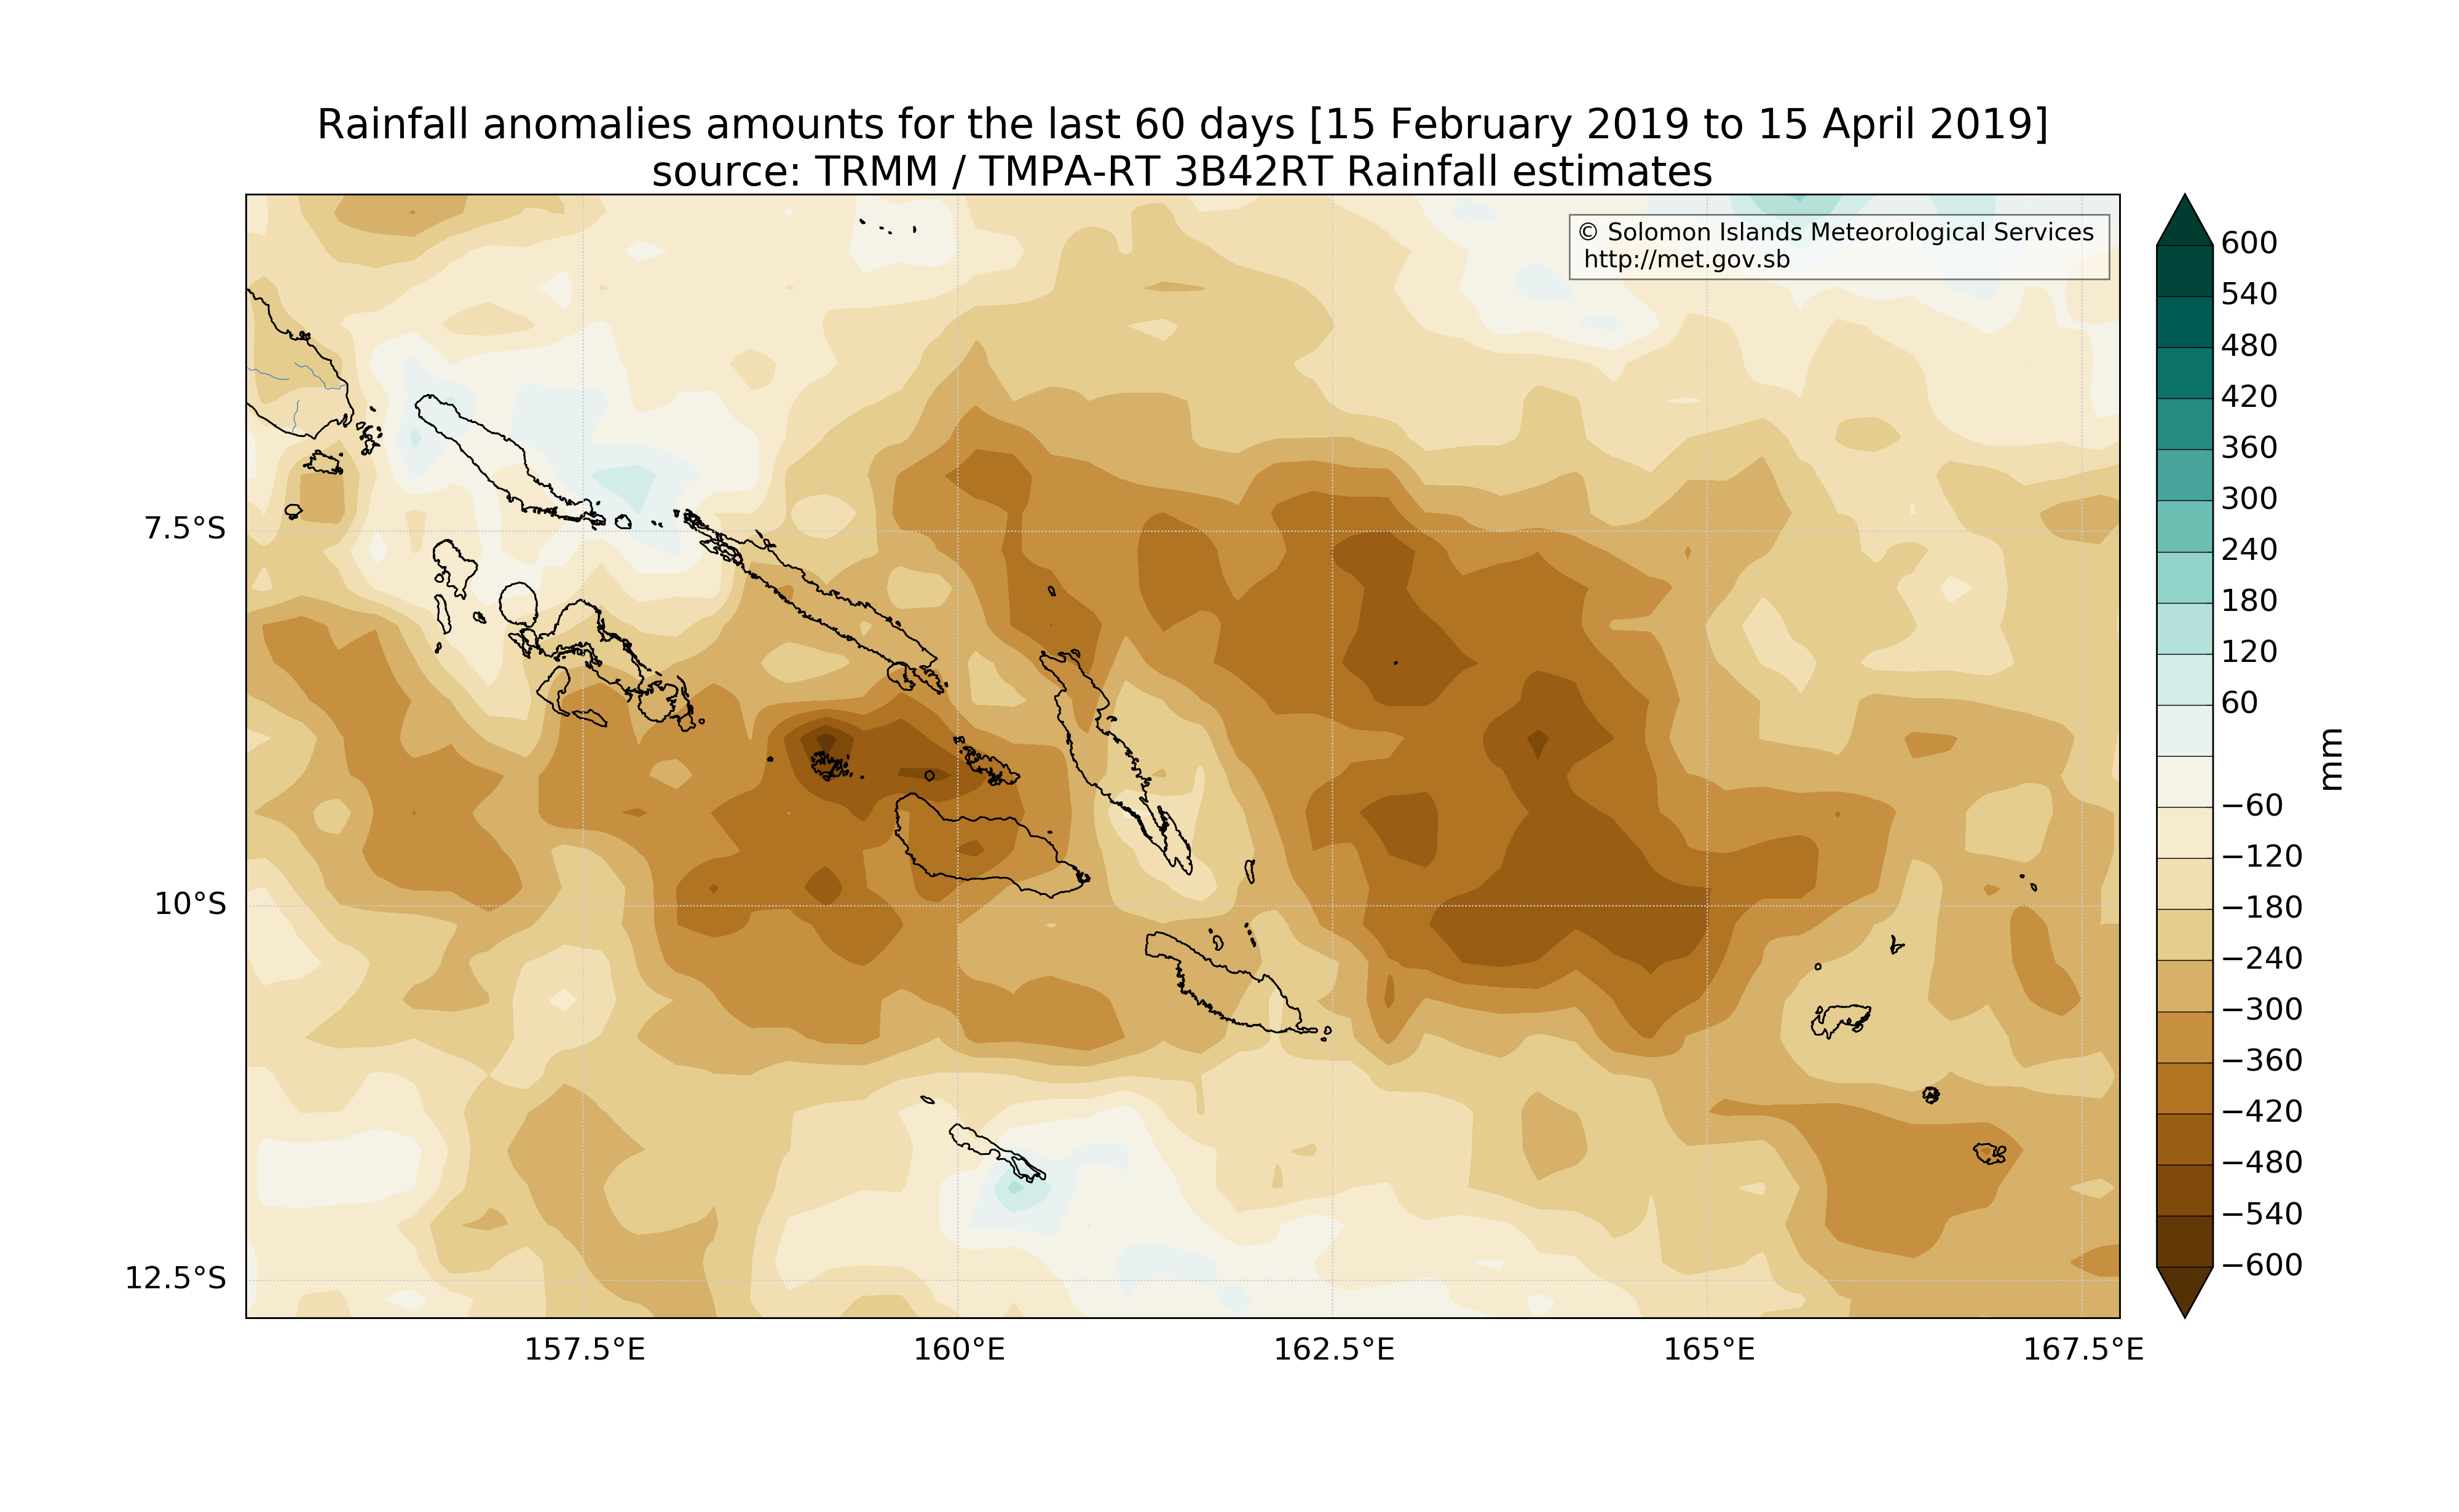 Rainfall anomalies amounts for the last 60 days [15 February 2019 to 15 April 2019]
source: TRMM / TMPA-RT 3B42RT Rainfall estimates
© Solomon Islands Meteorological Services
http://met.gov.sb
7.5°S
10°S
12.5°S
157.5°E
160°E
162.5°E
165°E
167.5°E
600
540
480
420
360
300
240
180
120
60
−60
−120
−180
−240
−300
−360
−420
−480
−540
−600
mm